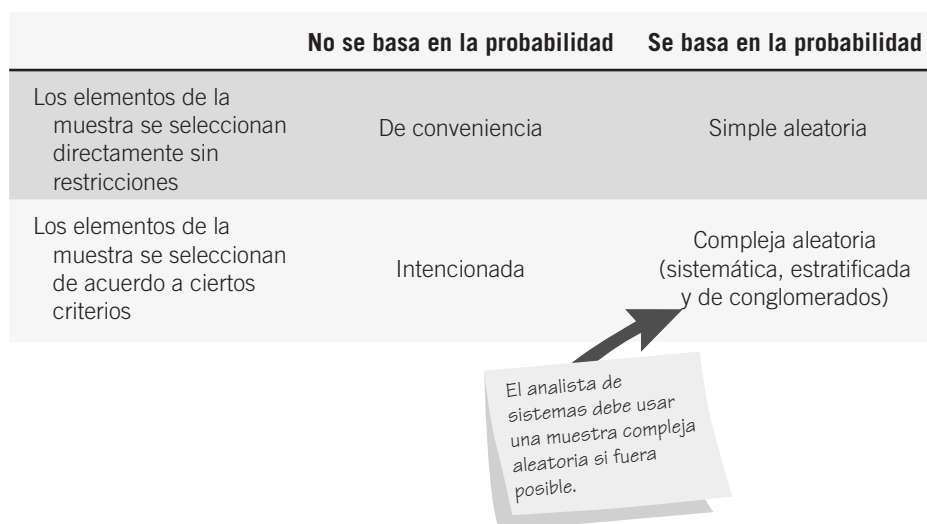 No se basa en la probabilidad Se basa en la probabilidad
Los elementos de la
muestra se seleccionan
directamente sin
restricciones
De conveniencia
Simple aleatoria
Los elementos de la
muestra se seleccionan
de acuerdo a ciertos
criterios
Intencionada
Compleja aleatoria
(sistemática, estratificada
y de conglomerados)
El analista de
sistemas debe usar
una muestra compleja
aleatoria si fuera
posible.